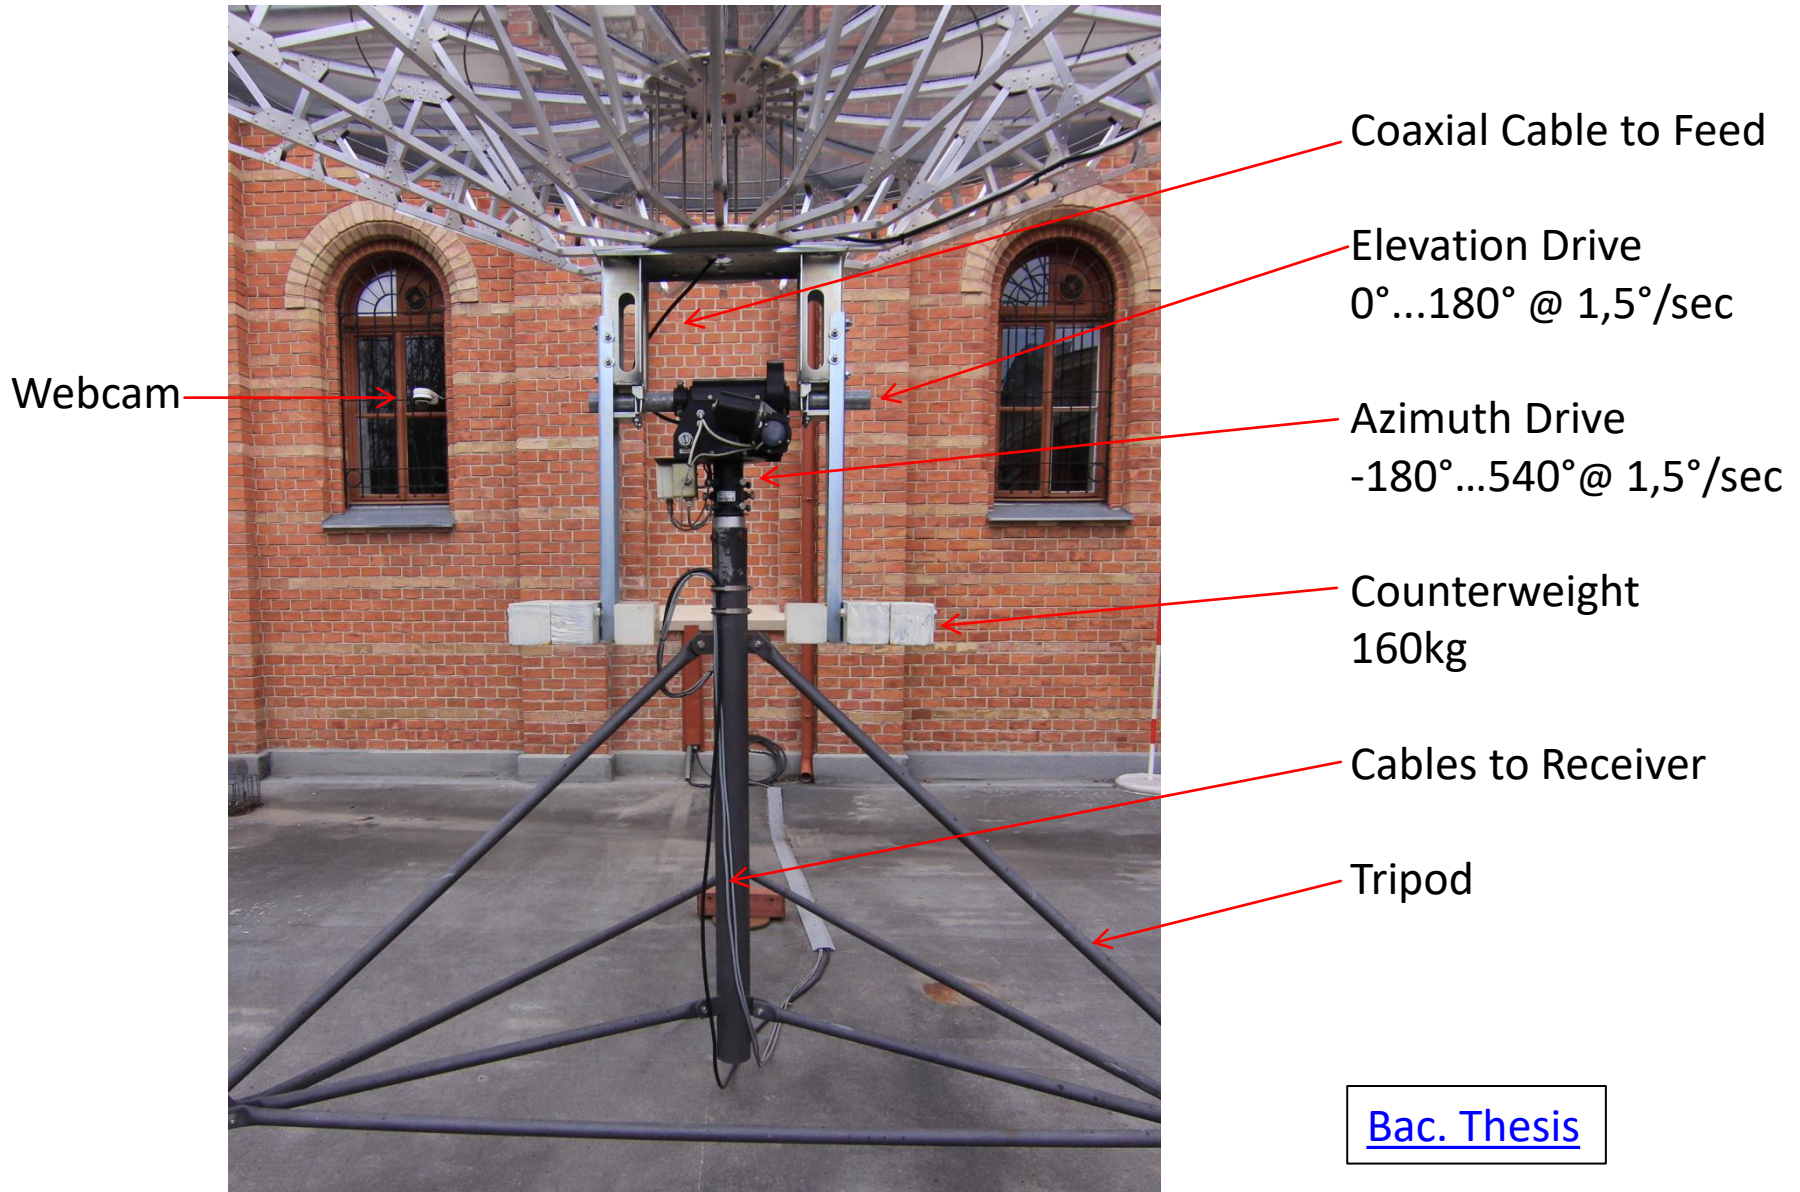 Webcam
Coaxial Cable to Feed
Elevation Drive
0°...180° @ 1,5°/sec
Azimuth Drive
-180°...540°@ 1,5°/sec
Counterweight
160kg
Cables to Receiver
Tripod
Bac. Thesis